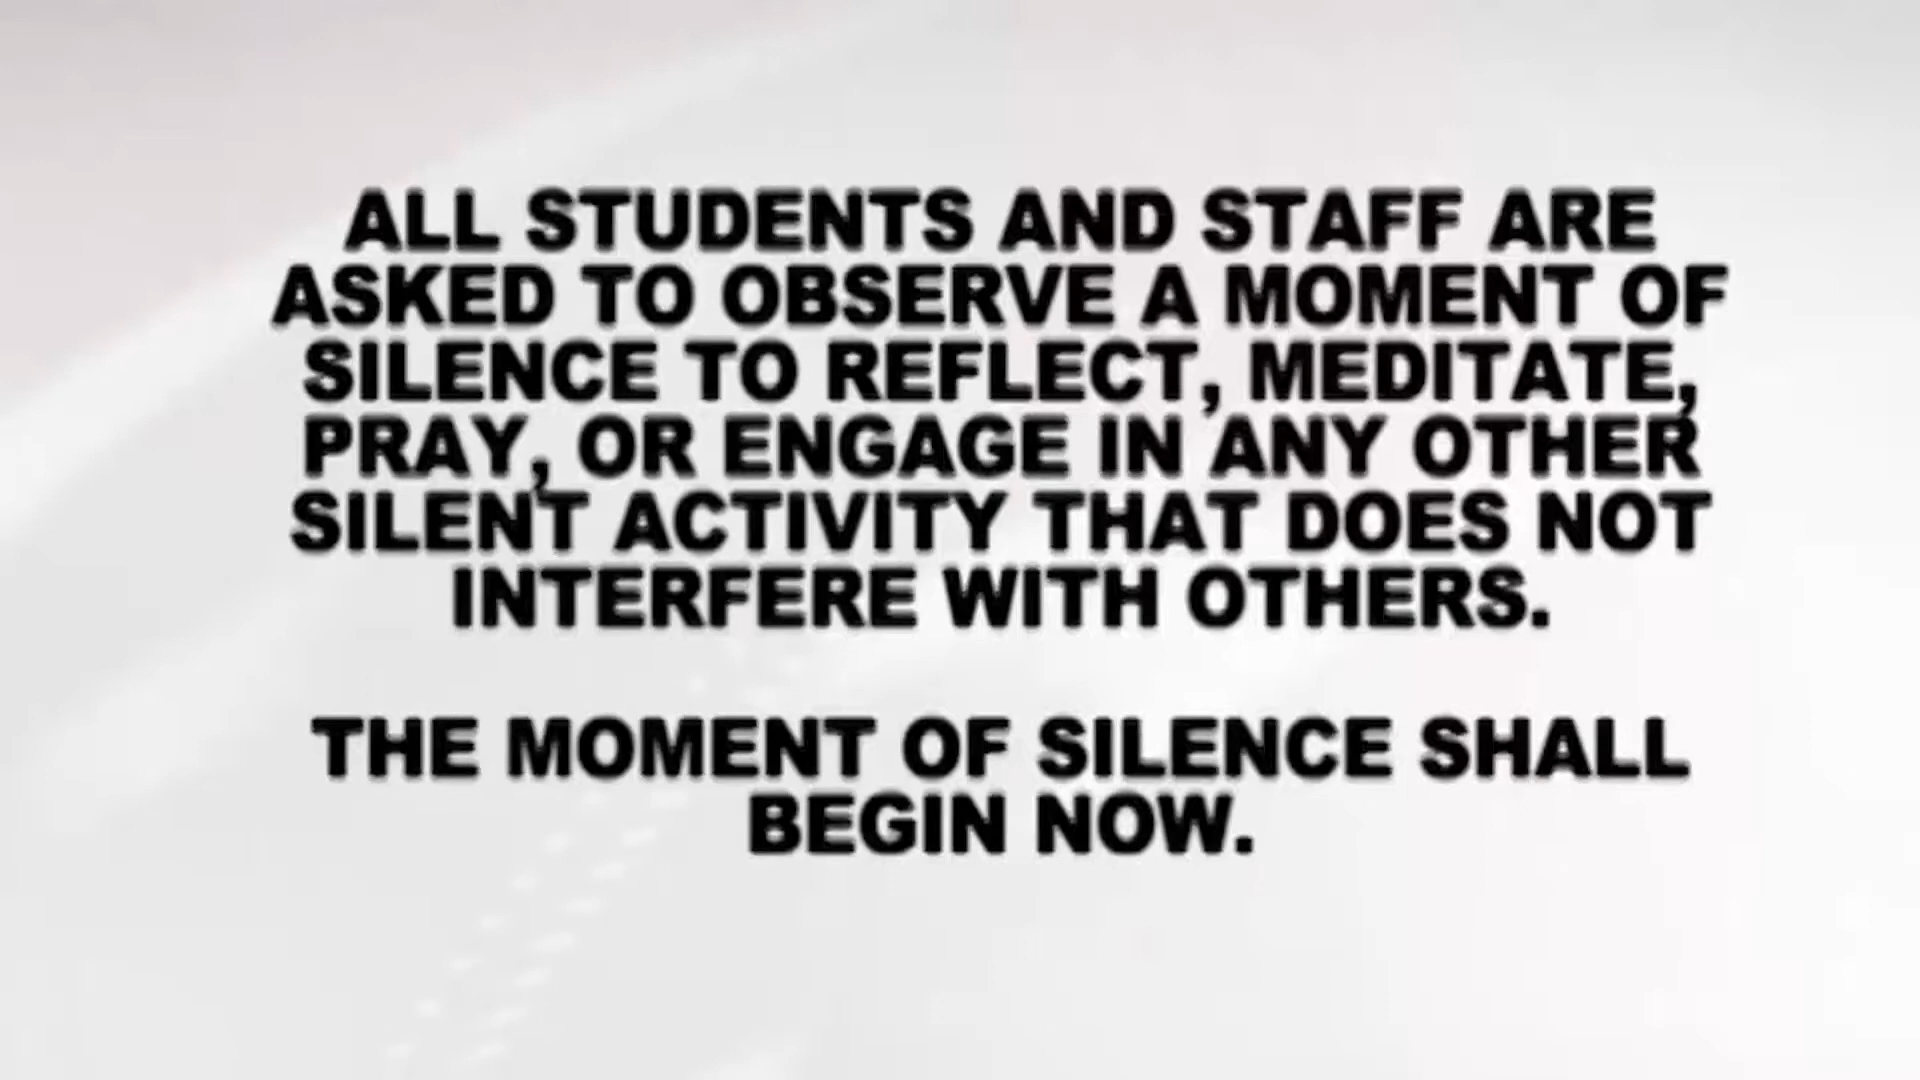 ALL STUDENTS AND STAFF ARE
ASKED TO OBSERVE A MOMENT OF
SILENCE TO REFLECT, MEDITATE,
PRAY, OR ENGAGE IN ANY OTHER
SILENT ACTIVITY THAT DOES NOT
INTERFERE WITH OTHERS.
THE MOMENT OF SILENCE SHALL
BEGIN NOW.